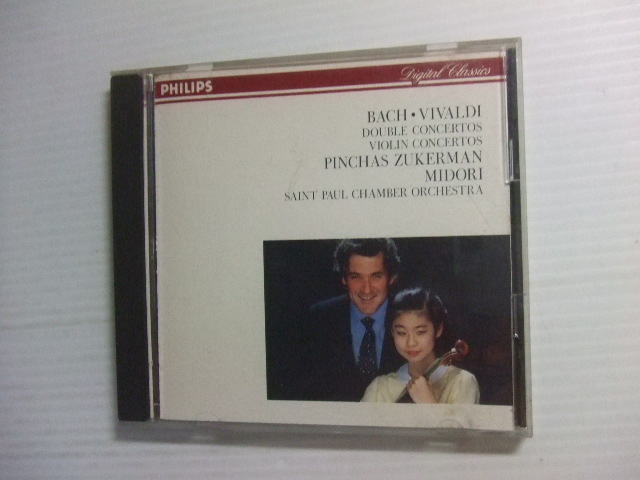 PHILIPS
Digital Classics
BACH • VIVALDI
DOUBLE CONCERTOS
VIOLIN CONCERTOS
PINCHAS ZUKERMAN
MIDORI
SAINT PAUL CHAMBER ORCHESTRA